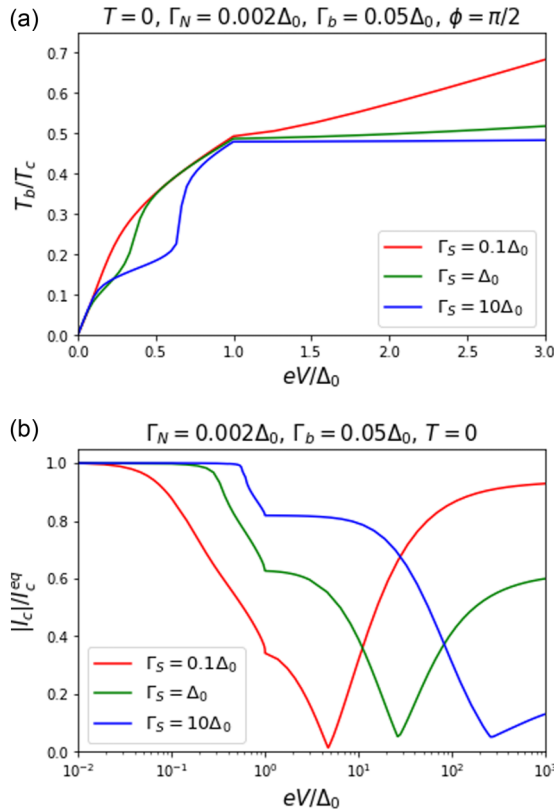 (a)
T = 0, Γ_N = 0.002Δ_0, Γ_b = 0.05Δ_0, ϕ = π/2
T_b/T_c
0.7
0.6
0.5
0.4
0.3
0.2
0.1
0.0
Γ_S = 0.1Δ_0
Γ_S = Δ_0
Γ_S = 10Δ_0
0.0 0.5 1.0 1.5 2.0 2.5 3.0
eV/Δ_0
(b)
Γ_N = 0.002Δ_0, Γ_b = 0.05Δ_0, T = 0
|I_c|/I_c^{eq}
1.0
0.8
0.6
0.4
0.2
0.0
Γ_S = 0.1Δ_0
Γ_S = Δ_0
Γ_S = 10Δ_0
10^{-2} 10^{-1} 10^0 10^1 10^2 10^3
eV/Δ_0